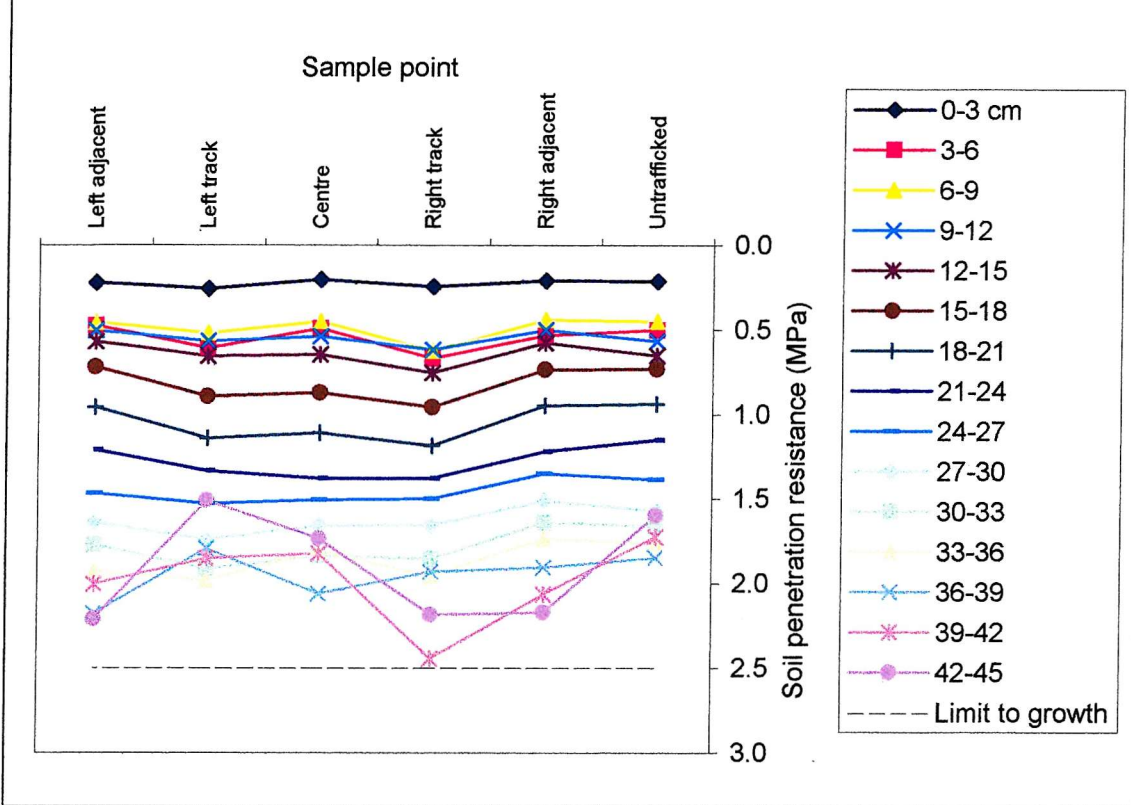 Sample point
Left adjacent
Left track
Centre
Right track
Right adjacent
Untrafficked
0.0
0.5
1.0
1.5
2.0
2.5
3.0
Soil penetration resistance (MPa)
0-3 cm
3-6
6-9
9-12
12-15
15-18
18-21
21-24
24-27
27-30
30-33
33-36
36-39
39-42
42-45
Limit to growth